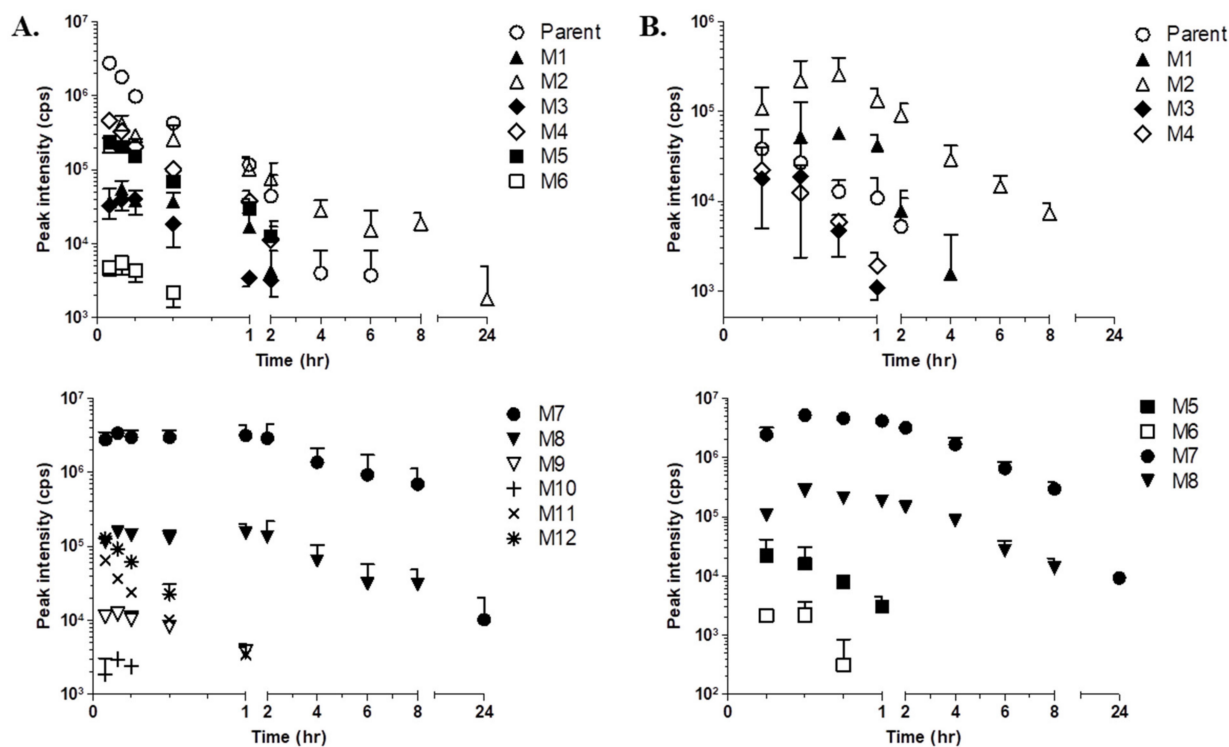 A.
Peak intensity (cps)
10⁷
10⁶
10⁵
10⁴
10³
0
1
2
4
6
8
24
Time (hr)
Parent
M1
M2
M3
M4
M5
M6
B.
Peak intensity (cps)
10⁶
10⁵
10⁴
10³
0
1
2
4
6
8
24
Time (hr)
Parent
M1
M2
M3
M4
Peak intensity (cps)
10⁷
10⁶
10⁵
10⁴
10³
0
1
2
4
6
8
24
Time (hr)
M7
M8
M9
M10
M11
M12
Peak intensity (cps)
10⁷
10⁶
10⁵
10⁴
10³
10²
0
1
2
4
6
8
24
Time (hr)
M5
M6
M7
M8